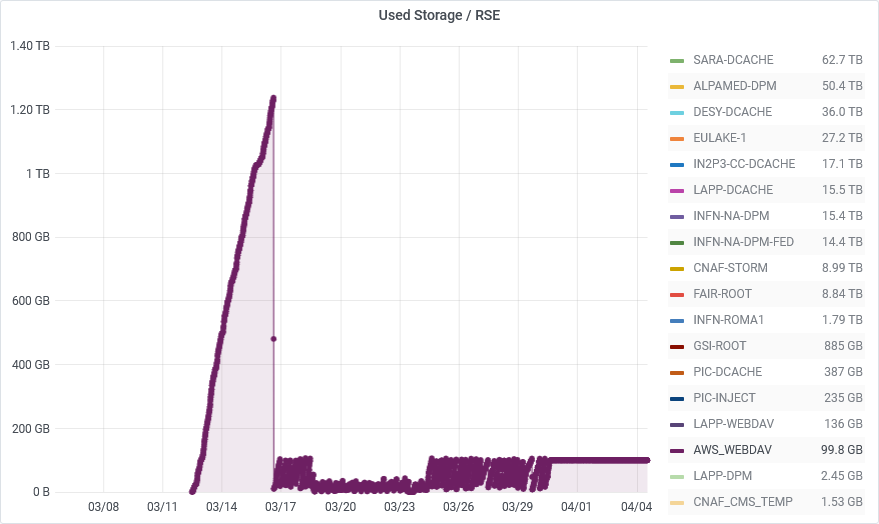 Used Storage / RSE
1.40 TB
1.20 TB
1 TB
800 GB
600 GB
400 GB
200 GB
0 B
03/08 03/11 03/14 03/17 03/20 03/23 03/26 03/29 04/01 04/04
SARA-DCACHE 62.7 TB
ALPAMED-DPM 50.4 TB
DESY-DCACHE 36.0 TB
EULAKE-1 27.2 TB
IN2P3-CC-DCACHE 17.1 TB
LAPP-DCACHE 15.5 TB
INFN-NA-DPM 15.4 TB
INFN-NA-DPM-FED 14.4 TB
CNAF-STORM 8.99 TB
FAIR-ROOT 8.84 TB
INFN-ROMA1 1.79 TB
GSI-ROOT 885 GB
PIC-DCACHE 387 GB
PIC-INJECT 235 GB
LAPP-WEBDAV 136 GB
AWS_WEBDAV 99.8 GB
LAPP-DPM 2.45 GB
CNAF_CMS_TEMP 1.53 GB